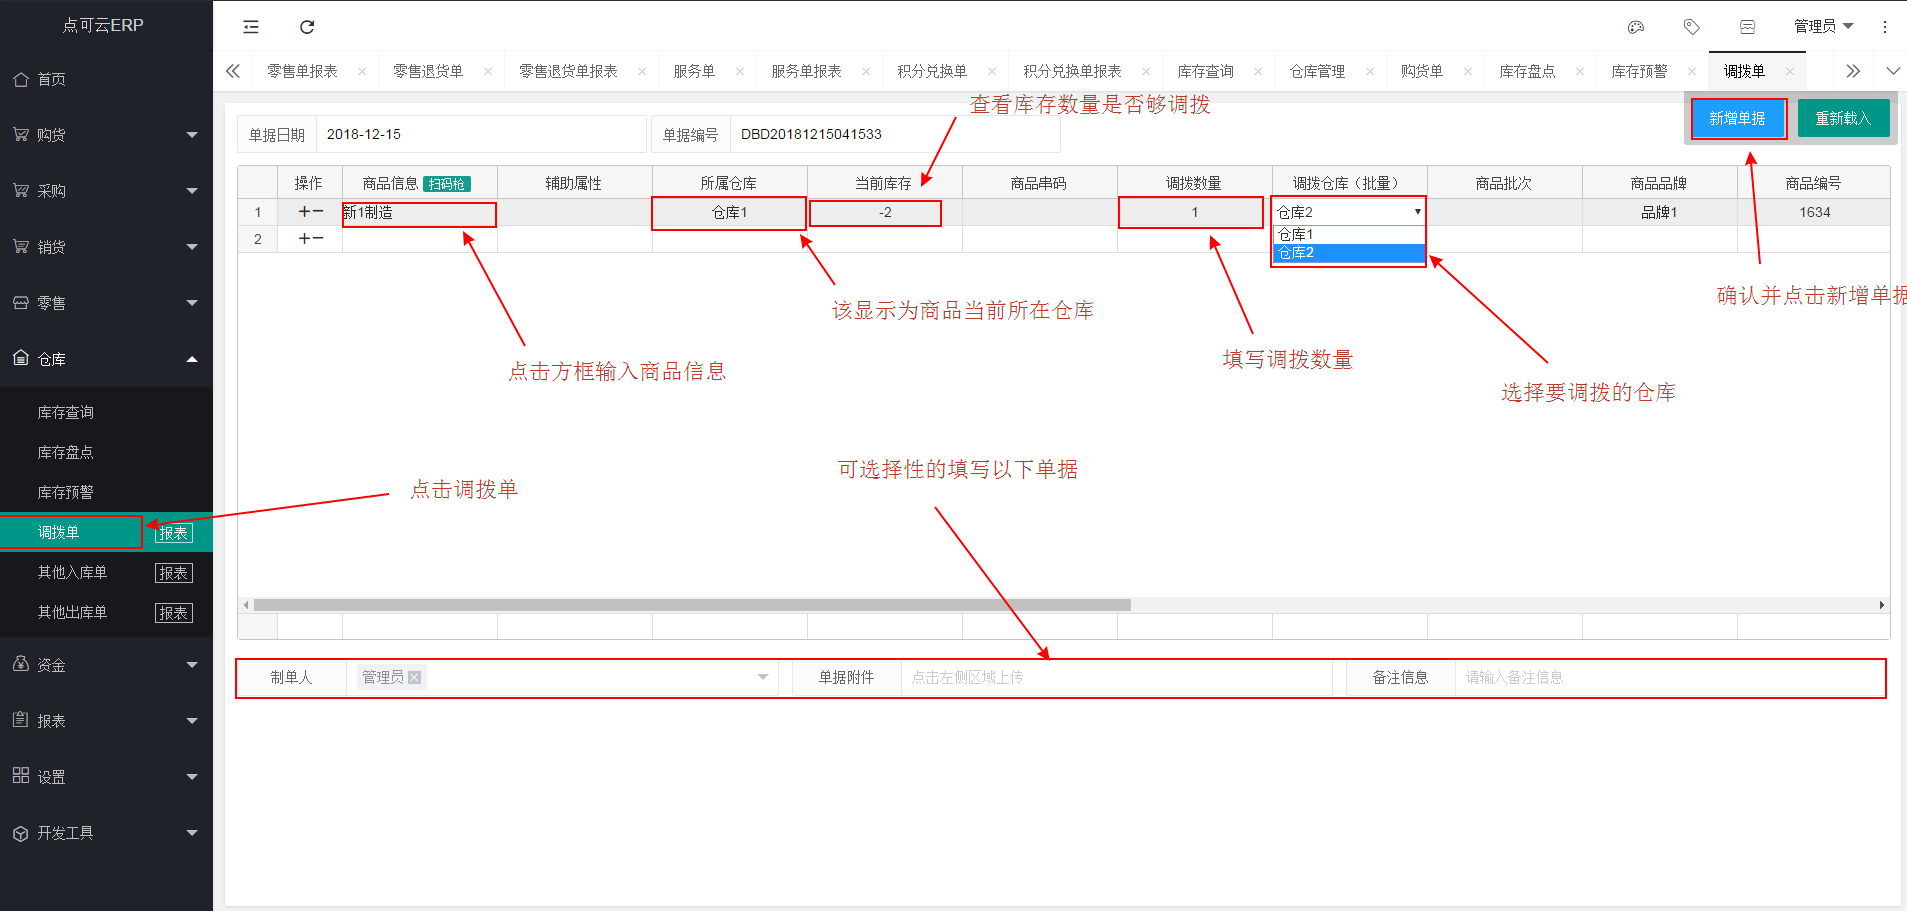 点可云ERP
管理员
首页
购货
采购
销货
零售
仓库
库存查询
库存盘点
库存预警
调拨单 报表
其他入库单 报表
其他出库单 报表
资金
报表
设置
开发工具
零售单报表 零售退货单 零售退货单报表 服务单 服务单报表 积分兑换单 积分兑换单报表 库存查询 仓库管理 购货单 库存盘点 库存预警 调拨单
查看库存数量是否够调拨
单据日期 2018-12-15 单据编号 DBD20181215041533
新增单据 重新载入
操作 商品信息 扫码枪 辅助属性 所属仓库 当前库存 商品串码 调拨数量 调拨仓库（批量） 商品批次 商品品牌 商品编号
1 新1制造 仓库1 -2 1 仓库2 品牌1 1634
2
仓库1
仓库2
确认并点击新增单据
该显示为商品当前所在仓库
点击方框输入商品信息
填写调拨数量
选择要调拨的仓库
可选择性的填写以下单据
点击调拨单
制单人 管理员 单据附件 点击左侧区域上传 备注信息 请输入备注信息